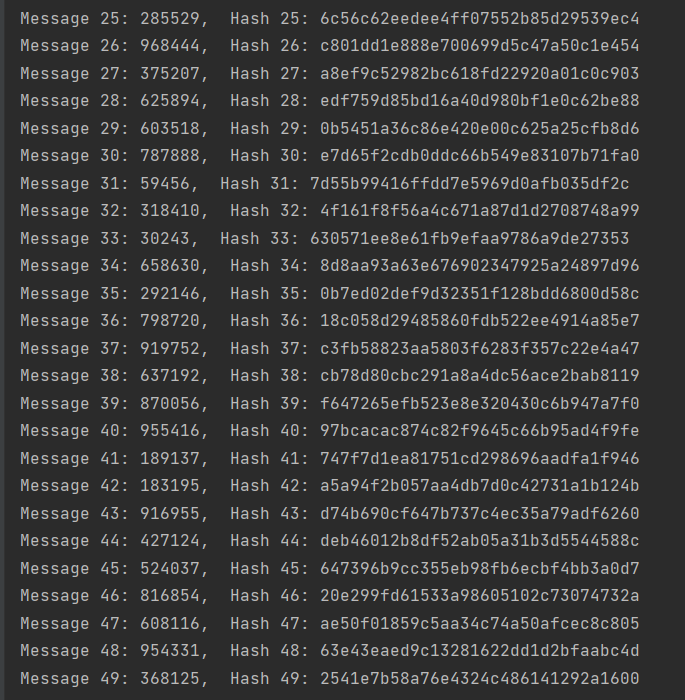 Message 25: 285529,  Hash 25: 6c56c62eedee4ff07552b85d29539ec4
Message 26: 968444,  Hash 26: c801dd1e888e700699d5c47a50c1e454
Message 27: 375207,  Hash 27: a8ef9c52982bc618fd22920a01c0c903
Message 28: 625894,  Hash 28: edf759d85bd16a40d980bf1e0c62be88
Message 29: 603518,  Hash 29: 0b5451a36c86e420e00c625a25cfb8d6
Message 30: 787888,  Hash 30: e7d65f2cdb0ddc66b549e83107b71fa0
Message 31: 59456,  Hash 31: 7d55b99416ffdd7e5969d0afb035df2c
Message 32: 318410,  Hash 32: 4f161f8f56a4c671a87d1d2708748a99
Message 33: 30243,  Hash 33: 630571ee8e61fb9efaa9786a9de27353
Message 34: 658630,  Hash 34: 8d8aa93a63e676902347925a24897d96
Message 35: 292146,  Hash 35: 0b7ed02def9d32351f128bdd6800d58c
Message 36: 798720,  Hash 36: 18c058d29485860fdb522ee4914a85e7
Message 37: 919752,  Hash 37: c3fb58823aa5803f6283f357c22e4a47
Message 38: 637192,  Hash 38: cb78d80cbc291a8a4dc56ace2bab8119
Message 39: 870056,  Hash 39: f647265efb523e8e320430c6b947a7f0
Message 40: 955416,  Hash 40: 97bcacac874c82f9645c66b95ad4f9fe
Message 41: 189137,  Hash 41: 747f7d1ea81751cd298696aadfa1f946
Message 42: 183195,  Hash 42: a5a94f2b057aa4db7d0c42731a1b124b
Message 43: 916955,  Hash 43: d74b690cf647b737c4ec35a79adf6260
Message 44: 427124,  Hash 44: deb46012b8df52ab05a31b3d5544588c
Message 45: 524037,  Hash 45: 647396b9cc355eb98fb6ecbf4bb3a0d7
Message 46: 816854,  Hash 46: 20e299fd61533a98605102c73074732a
Message 47: 608116,  Hash 47: ae50f01859c5aa34c74a50afcec8c805
Message 48: 954331,  Hash 48: 63e43eaed9c13281622dd1d2bfaabc4d
Message 49: 368125,  Hash 49: 2541e7b58a76e4324c486141292a1600